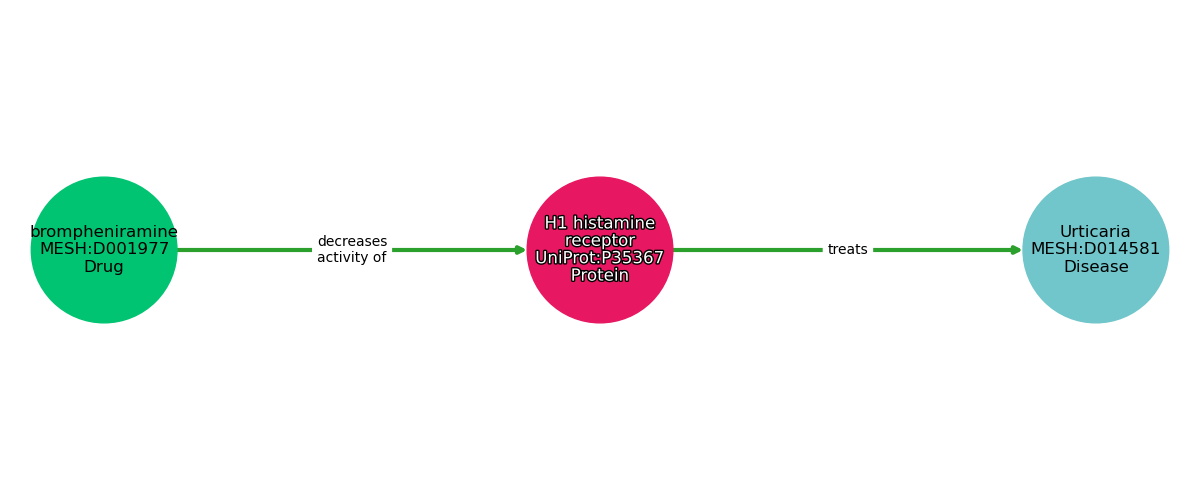 brompheniramine
MESH:D001977
Drug
decreases
activity of
H1 histamine
receptor
UniProt:P35367
Protein
treats
Urticaria
MESH:D014581
Disease